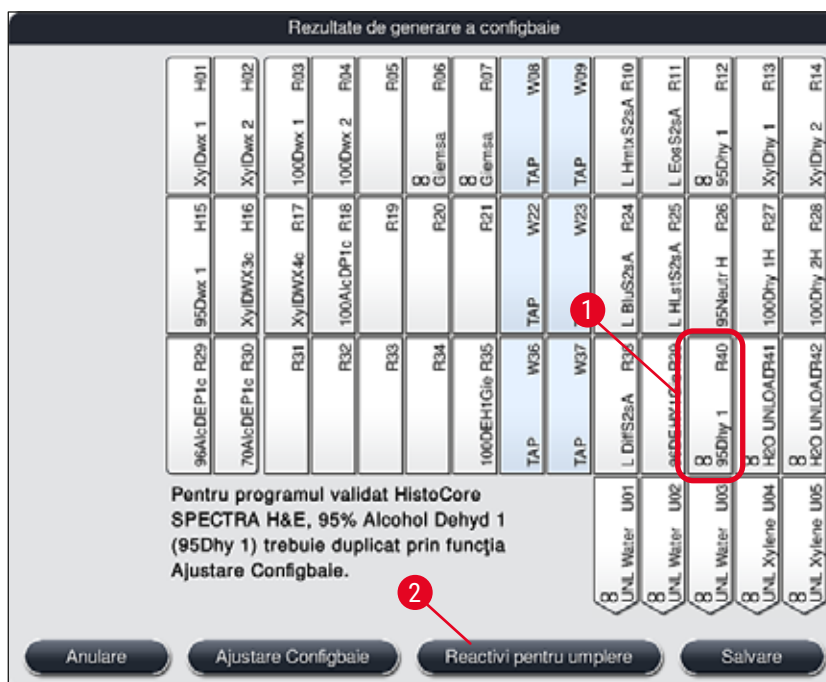 Rezultate de generare a configbaie
XylDwx 1 H01
XylDwx 2 H02
100Dwx 1 R03
100Dwx 2 R04
R05
∞ Giemsa R06
∞ Giemsa R07
TAP W08
TAP W09
L HmtxS2sA R10
L EosS2sA R11
∞ 95Dhy 1 R12
XylDhy 1 R13
XylDhy 2 R14
95Dwx 1 H15
XylDWX3c H16
XylDWX4c R17
100AlcDP1c R18
R19
R20
R21
TAP W22
TAP W23
L BluS2sA R24
L HLstS2sA R25
95Neutr H R26
100Dhy 1H R27
100Dhy 2H R28
96AlcDEP1c R29
70AlcDEP1c R30
R31
R32
R33
R34
100DEH1Gie R35
TAP W36
TAP W37
L DiffS2sA R38
∞ 95Dhy 1 R40
∞ H2O UNLOAD R41
∞ H2O UNLOAD R42
∞ UNL Water U01
∞ UNL Water U02
∞ UNL Water U03
∞ UNL Xylene U04
∞ UNL Xylene U05
1
Pentru programul validat HistoCore
SPECTRA H&E, 95% Alcohol Dehyd 1
(95Dhy 1) trebuie duplicat prin funcția
Ajustare Configbaie.
2
Anulare
Ajustare Configbaie
Reactivi pentru umplere
Salvare